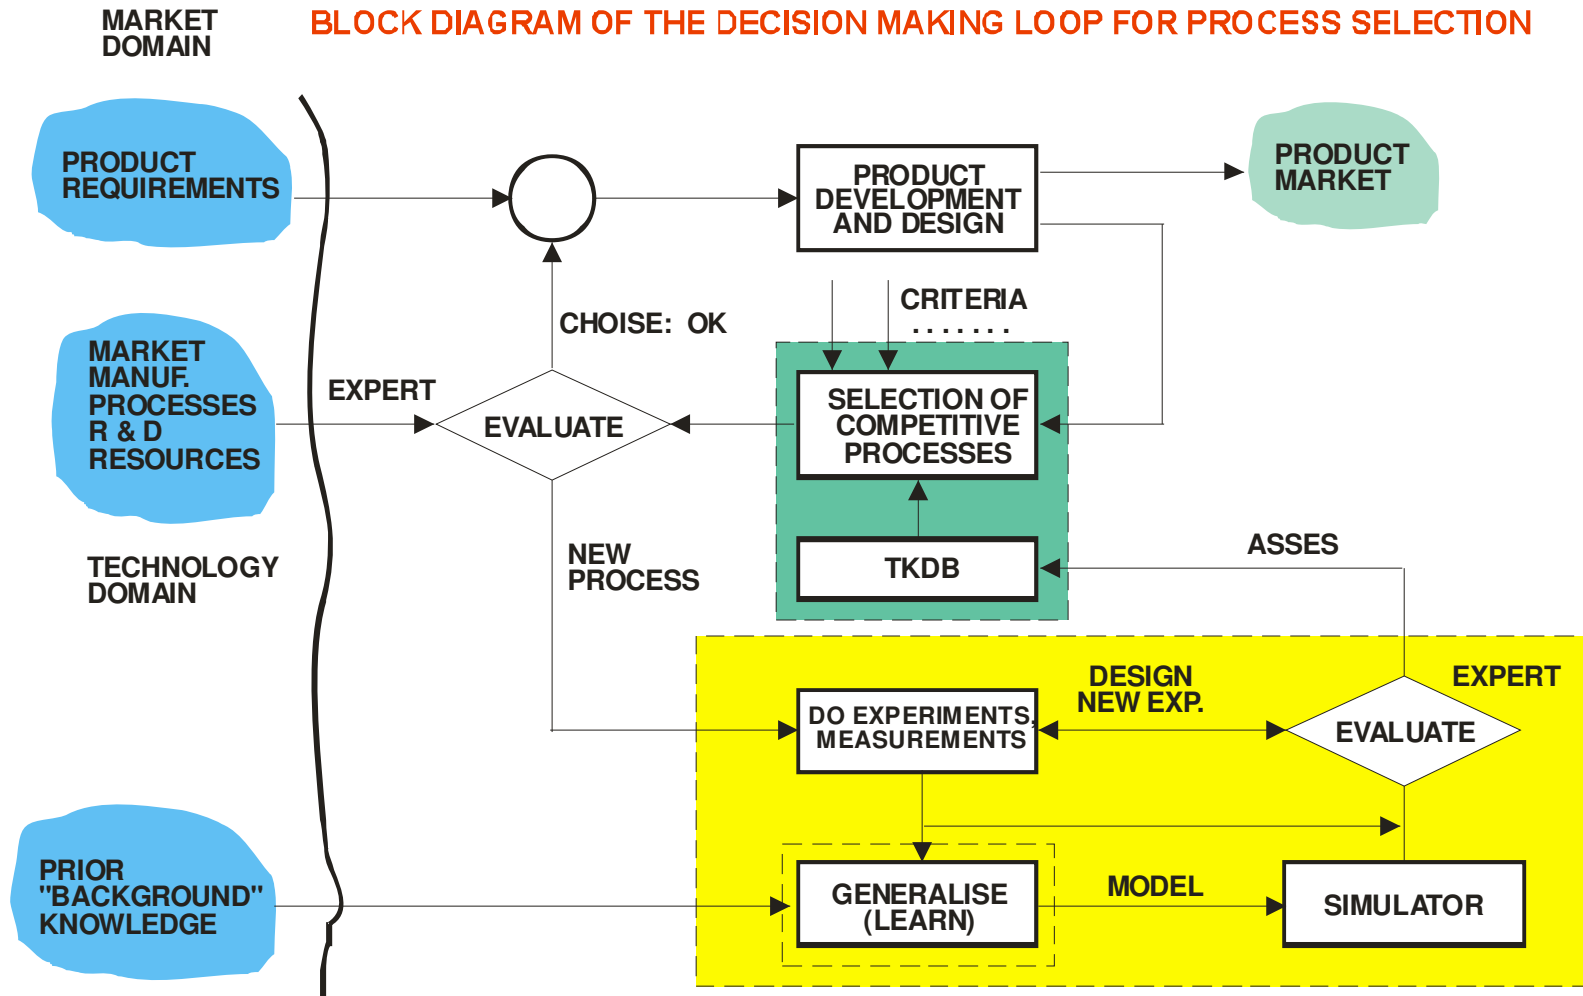 MARKET
DOMAIN
BLOCK DIAGRAM OF THE DECISION MAKING LOOP FOR PROCESS SELECTION
PRODUCT
REQUIREMENTS
PRODUCT
DEVELOPMENT
AND DESIGN
PRODUCT
MARKET
CRITERIA
. . . . . . .
CHOISE: OK
MARKET
MANUF.
PROCESSES
R & D
RESOURCES
EXPERT
EVALUATE
SELECTION OF
COMPETITIVE
PROCESSES
TECHNOLOGY
DOMAIN
NEW
PROCESS
TKDB
ASSES
DESIGN
NEW EXP.
EXPERT
DO EXPERIMENTS,
MEASUREMENTS
EVALUATE
PRIOR
"BACKGROUND"
KNOWLEDGE
GENERALISE
(LEARN)
MODEL
SIMULATOR